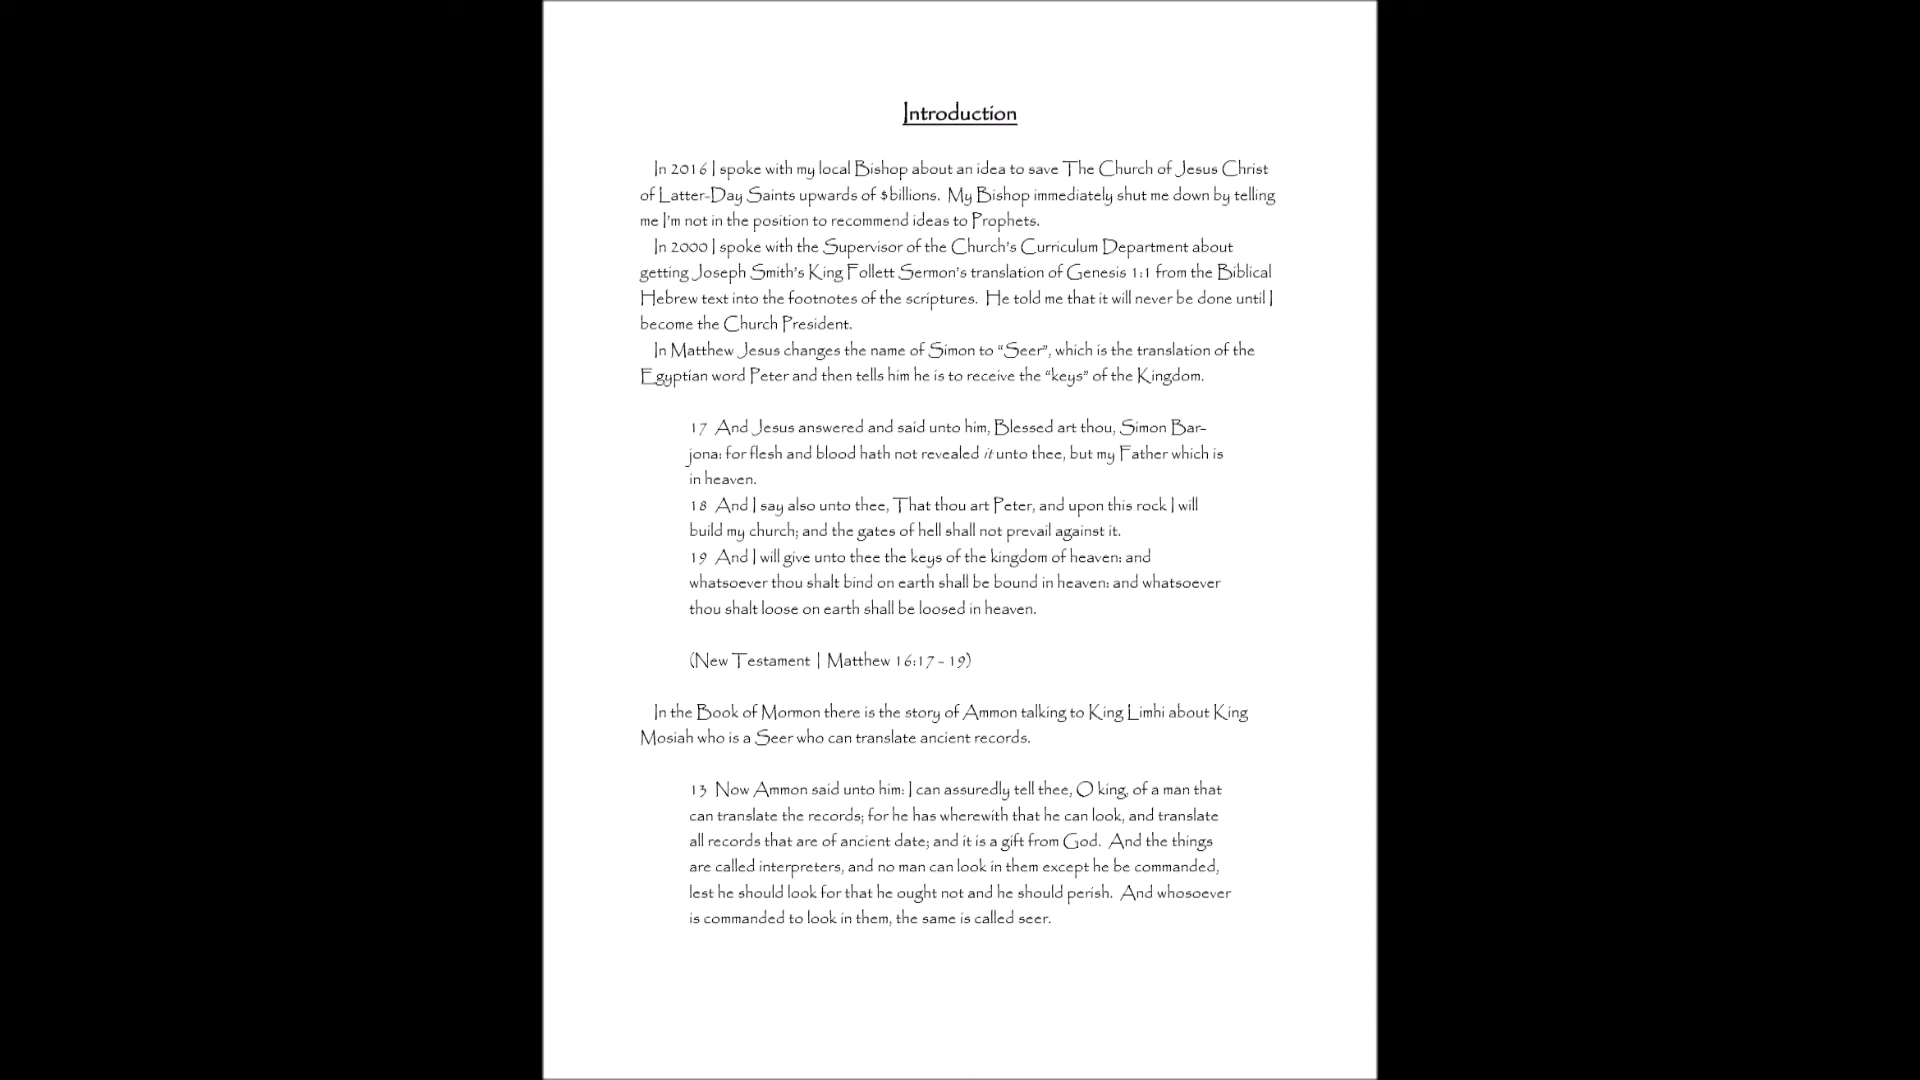 Introduction
In 2016 I spoke with my local Bishop about an idea to save The Church of Jesus Christ
of Latter-Day Saints upwards of $billions. My Bishop immediately shut me down by telling
me I'm not in the position to recommend ideas to Prophets.
In 2000 I spoke with the Supervisor of the Church's Curriculum Department about
getting Joseph Smith's King Follett Sermon's translation of Genesis 1:1 from the Biblical
Hebrew text into the footnotes of the scriptures. He told me that it will never be done until I
become the Church President.
In Matthew Jesus changes the name of Simon to "Seer", which is the translation of the
Egyptian word Peter and then tells him he is to receive the "keys" of the Kingdom.
17 And Jesus answered and said unto him, Blessed art thou, Simon Bar-
jona: for flesh and blood hath not revealed it unto thee, but my Father which is
in heaven.
18 And I say also unto thee, That thou art Peter, and upon this rock I will
build my church; and the gates of hell shall not prevail against it.
19 And I will give unto thee the keys of the kingdom of heaven: and
whatsoever thou shalt bind on earth shall be bound in heaven: and whatsoever
thou shalt loose on earth shall be loosed in heaven.
(New Testament | Matthew 16:17 - 19)
In the Book of Mormon there is the story of Ammon talking to King Limhi about King
Mosiah who is a Seer who can translate ancient records.
13 Now Ammon said unto him: I can assuredly tell thee, O king, of a man that
can translate the records; for he has wherewith that he can look, and translate
all records that are of ancient date; and it is a gift from God. And the things
are called interpreters, and no man can look in them except he be commanded,
lest he should look for that he ought not and he should perish. And whosoever
is commanded to look in them, the same is called seer.